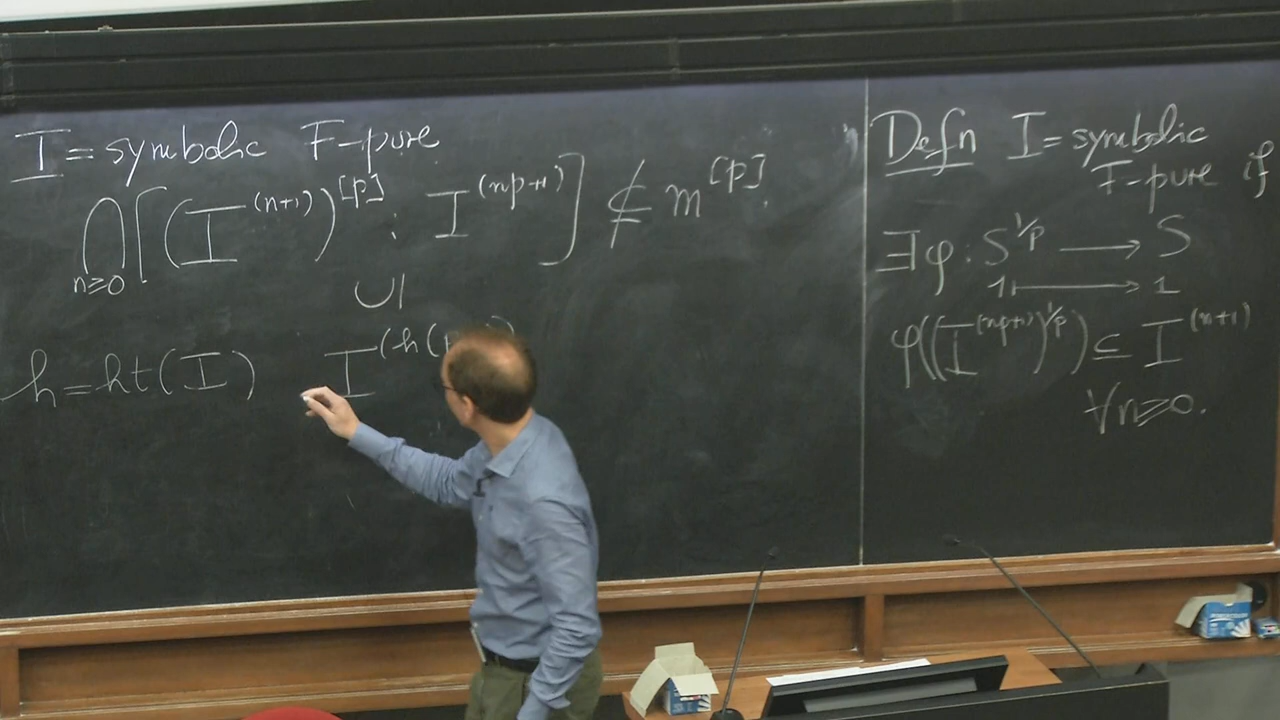 I = symbolic F-pure
⋂_{n≥0} [ (I^{(n+1)})^{[p]} : I^{(np+1)} ] ⊄ m^{[p]}
∪|
h = ht(I) I^{(h(
Defn I = symbolic
F-pure if
∃φ: S^{1/p} ⟶ S
1 ⟼ 1
φ((I^{(np+1)})^{1/p}) ⊆ I^{(n+1)}
∀n≥0.